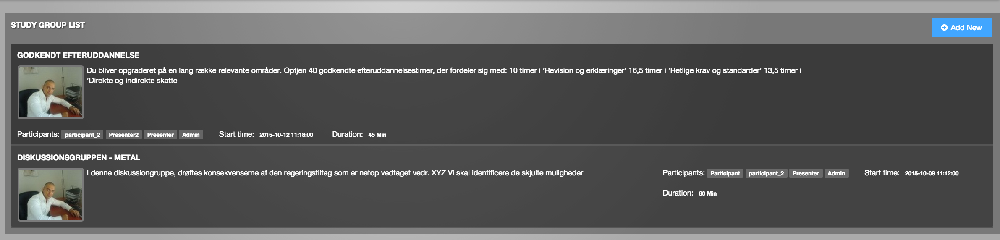 STUDY GROUP LIST
Add New
GODKENDT EFTERUDDANNELSE
Du bliver opgraderet på en lang række relevante områder. Optjen 40 godkendte efteruddannelsestimer, der fordeler sig med: 10 timer i ’Revision og erklæringer’ 16,5 timer i ’Retlige krav og standarder’ 13,5 timer i
’Direkte og indirekte skatte
Participants: participant_2 Presenter2 Presenter Admin Start time: 2015-10-12 11:18:00 Duration: 45 Min
DISKUSSIONSGRUPPEN - METAL
I denne diskussiongruppe, drøftes konsekvenserne af den regeringstiltag som er netop vedtaget vedr. XYZ Vi skal identificere de skjulte muligheder
Participants: Participant participant_2 Presenter Admin Start time: 2015-10-09 11:12:00
Duration: 60 Min